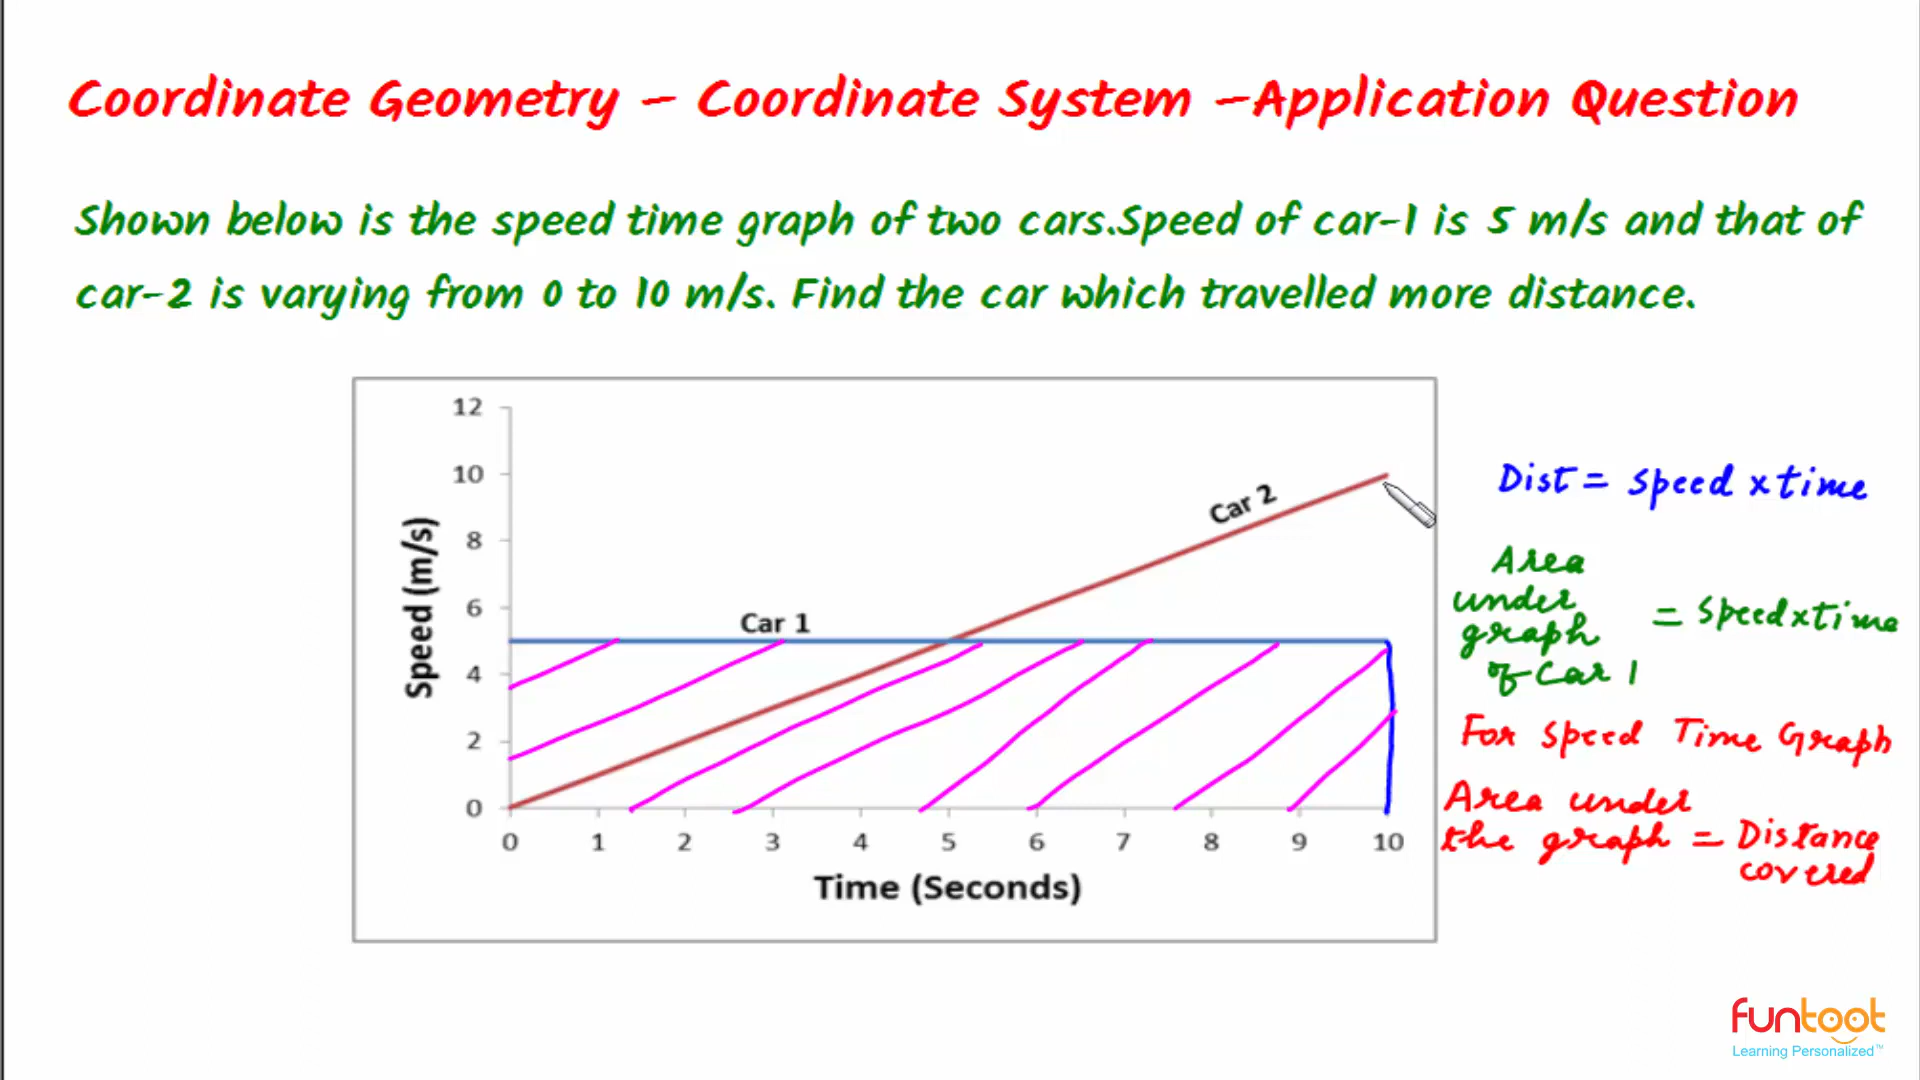 Coordinate Geometry – Coordinate System –Application Question
Shown below is the speed time graph of two cars.Speed of car-1 is 5 m/s and that of
car-2 is varying from 0 to 10 m/s. Find the car which travelled more distance.
12
10
8
6
4
2
0
Speed (m/s)
Car 1
Car 2
0 1 2 3 4 5 6 7 8 9 10
Time (Seconds)
Dist = speed x time
Area
under
graph = Speed x time
of Car 1
For Speed Time Graph
Area under
the graph = Distance
covered
funtoot
Learning Personalized™